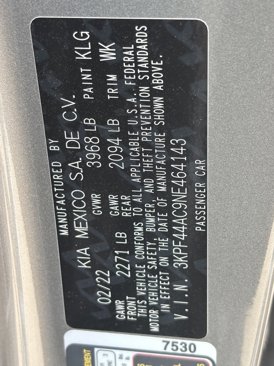 MANUFACTURED BY
KIA MEXICO S.A. DE C.V.
02/22 GVWR 3968 LB PAINT KLG
GAWR FRONT 2271 LB GAWR REAR 2094 LB TRIM WK
THIS VEHICLE CONFORMS TO ALL APPLICABLE U.S.A. FEDERAL
MOTOR VEHICLE SAFETY, BUMPER, AND THEFT PREVENTION STANDARDS
IN EFFECT ON THE DATE OF MANUFACTURE SHOWN ABOVE.
V.I.N. 3KPF44AC9NE464143
PASSENGER CAR
7530